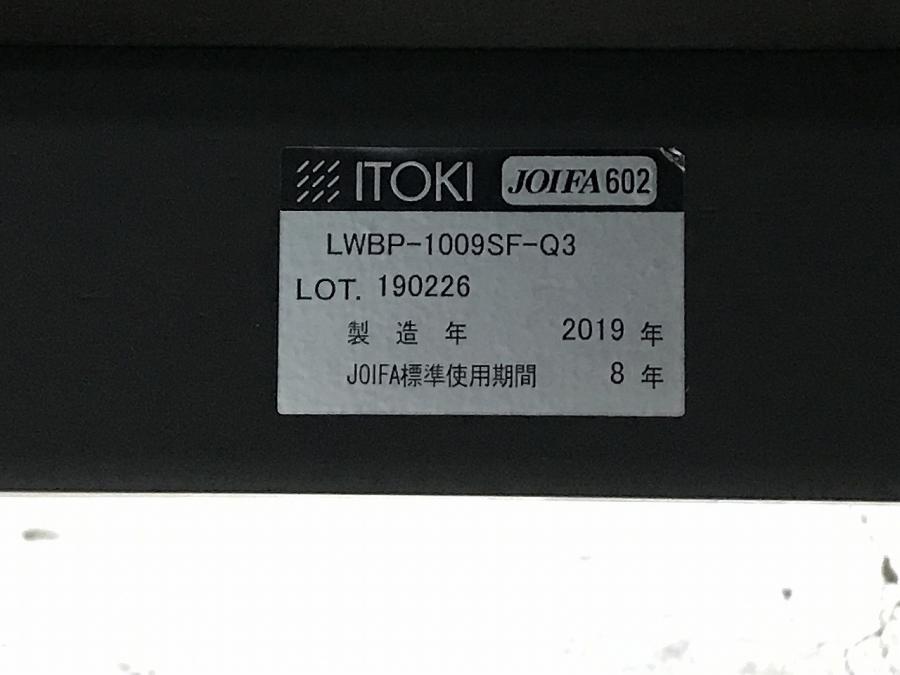 ITOKI JOIFA602
LWBP-1009SF-Q3
LOT. 190226
製造年 2019 年
JOIFA標準使用期間 8 年